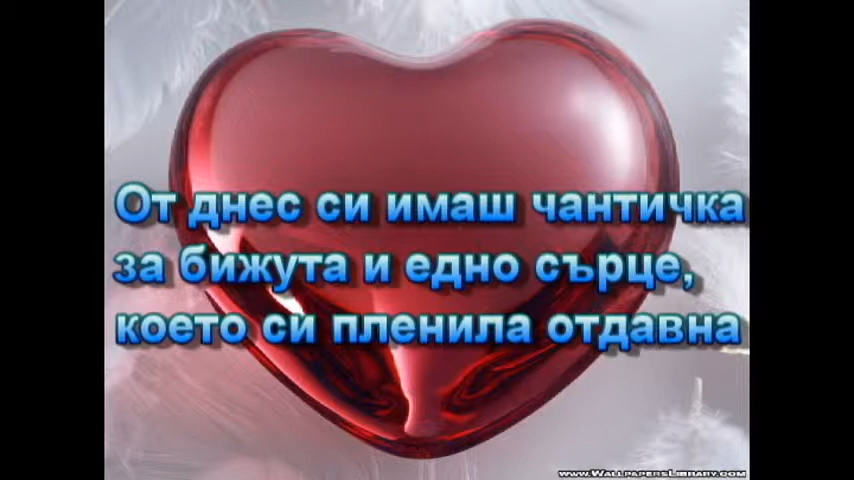 От днес си имаш чантичка
за бижута и едно сърце,
което си пленила отдавна
www.WallpapersLibrary.com